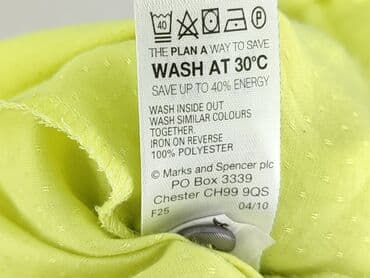 40 P
THE PLAN A WAY TO SAVE
WASH AT 30°C
SAVE UP TO 40% ENERGY
WASH INSIDE OUT
WASH SIMILAR COLOURS
TOGETHER.
IRON ON REVERSE
100% POLYESTER
© Marks and Spencer plc
PO Box 3339
Chester CH99 9QS
F25 04/10